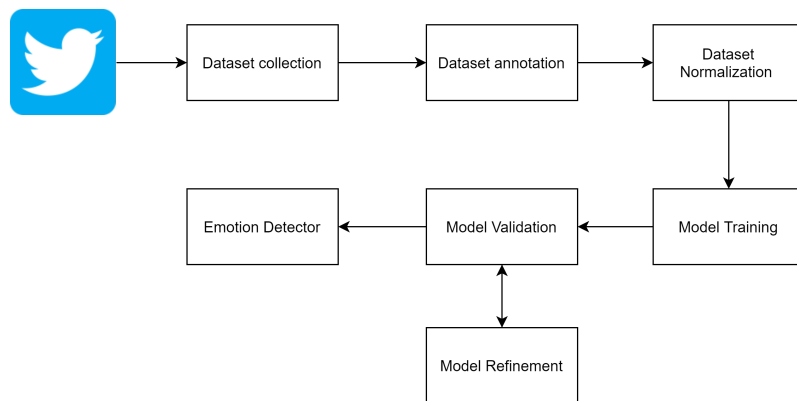 Dataset collection
Dataset annotation
Dataset
Normalization
Emotion Detector
Model Validation
Model Training
Model Refinement